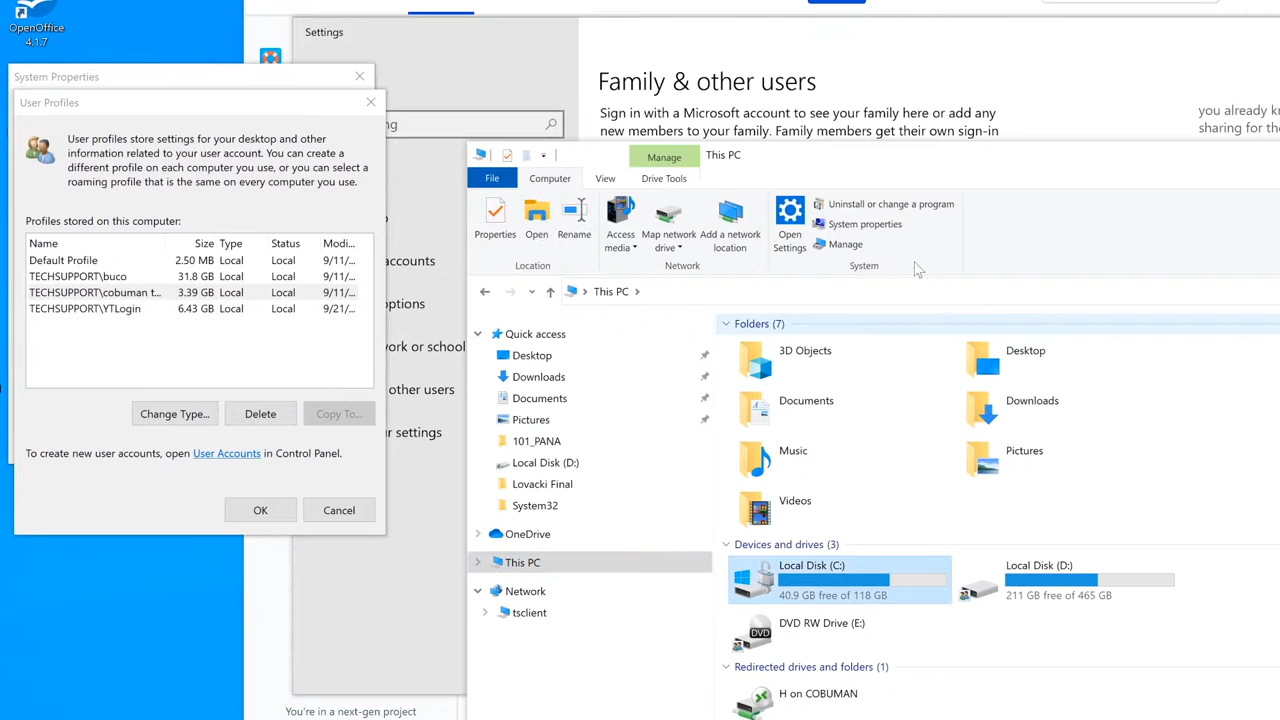 OpenOffice
4.1.7
System Properties
User Profiles
User profiles store settings for your desktop and other
information related to your user account. You can create a
different profile on each computer you use, or you can select a
roaming profile that is the same on every computer you use.
Profiles stored on this computer:
Name Size Type Status Modi...
Default Profile 2.50 MB Local Local 9/11/...
TECHSUPPORT\buco 31.8 GB Local Local 9/11/...
TECHSUPPORT\cobuman t... 3.39 GB Local Local 9/11/...
TECHSUPPORT\YTLogin 6.43 GB Local Local 9/21/...
Change Type... Delete Copy To...
To create new user accounts, open User Accounts in Control Panel.
OK Cancel
Settings
ng
accounts
options
work or school
other users
ur settings
You're in a next-gen project
Family & other users
Sign in with a Microsoft account to see your family here or add any
new members to your family. Family members get their own sign-in
you already know
sharing for the
Manage This PC
File Computer View Drive Tools
Properties Open Rename
Location
Access
media
Map network
drive
Add a network
location
Network
Open
Settings
Uninstall or change a program
System properties
Manage
System
This PC
Quick access
Desktop
Downloads
Documents
Pictures
101_PANA
Local Disk (D:)
Lovacki Final
System32
OneDrive
This PC
Network
tsclient
Folders (7)
3D Objects Desktop
Documents Downloads
Music Pictures
Videos
Devices and drives (3)
Local Disk (C:)
40.9 GB free of 118 GB
Local Disk (D:)
211 GB free of 465 GB
DVD RW Drive (E:)
DVD
Redirected drives and folders (1)
H on COBUMAN